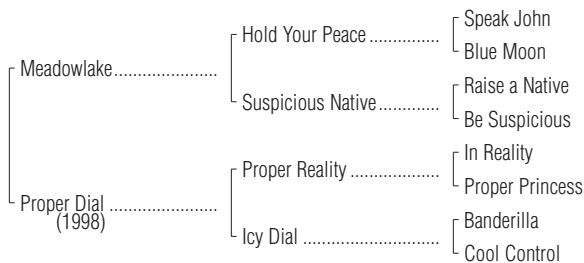 Speak John
Hold Your Peace ...............
Blue Moon
Meadowlake......................
Raise a Native
Suspicious Native.............
Be Suspicious
In Reality
Proper Reality ...................
Proper Princess
Proper Dial ......................
(1998)
Banderilla
Icy Dial .............................
Cool Control